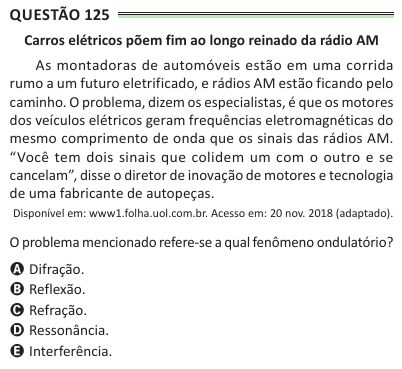 QUESTÃO 125
Carros elétricos põem fim ao longo reinado da rádio AM
As montadoras de automóveis estão em uma corrida
rumo a um futuro eletrificado, e rádios AM estão ficando pelo
caminho. O problema, dizem os especialistas, é que os motores
dos veículos elétricos geram frequências eletromagnéticas do
mesmo comprimento de onda que os sinais das rádios AM.
“Você tem dois sinais que colidem um com o outro e se
cancelam”, disse o diretor de inovação de motores e tecnologia
de uma fabricante de autopeças.
Disponível em: www1.folha.uol.com.br. Acesso em: 20 nov. 2018 (adaptado).
O problema mencionado refere-se a qual fenômeno ondulatório?
A Difração.
B Reflexão.
C Refração.
D Ressonância.
E Interferência.